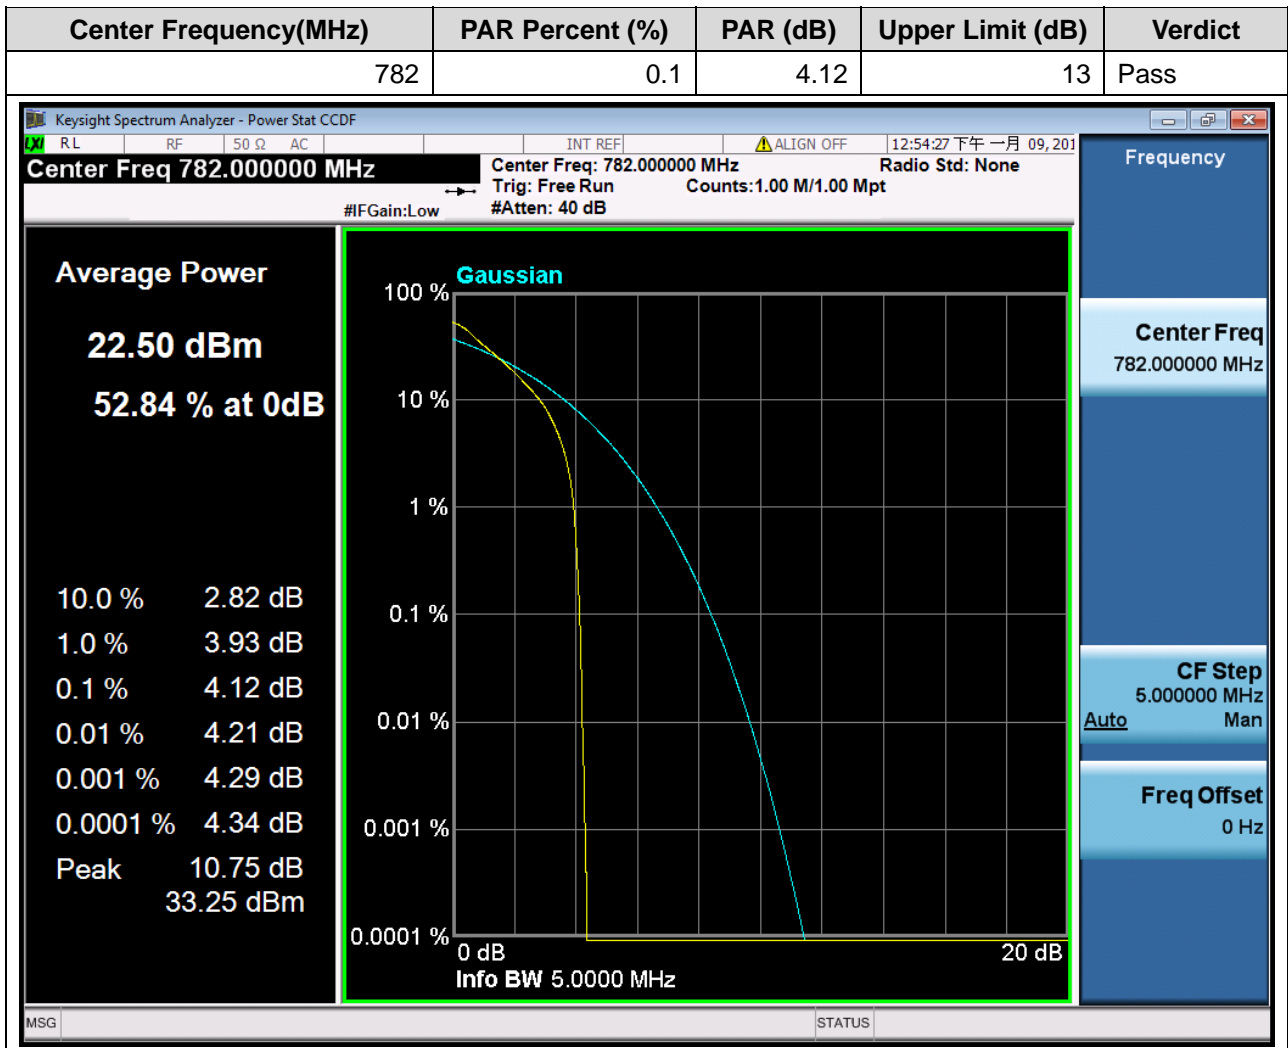 Center Frequency(MHz) PAR Percent (%) PAR (dB) Upper Limit (dB) Verdict
782 0.1 4.12 13 Pass
Keysight Spectrum Analyzer - Power Stat CCDF
LXI RL RF 50 Ω AC INT REF ALIGN OFF 12:54:27 下午 一月 09, 201
Center Freq 782.000000 MHz
Center Freq: 782.000000 MHz Radio Std: None
Trig: Free Run Counts:1.00 M/1.00 Mpt
#IFGain:Low #Atten: 40 dB
Average Power
22.50 dBm
52.84 % at 0dB
10.0 % 2.82 dB
1.0 % 3.93 dB
0.1 % 4.12 dB
0.01 % 4.21 dB
0.001 % 4.29 dB
0.0001 % 4.34 dB
Peak 10.75 dB
33.25 dBm
Gaussian
100 %
10 %
1 %
0.1 %
0.01 %
0.001 %
0.0001 %
0 dB 20 dB
Info BW 5.0000 MHz
Frequency
Center Freq
782.000000 MHz
CF Step
5.000000 MHz
Auto Man
Freq Offset
0 Hz
MSG STATUS